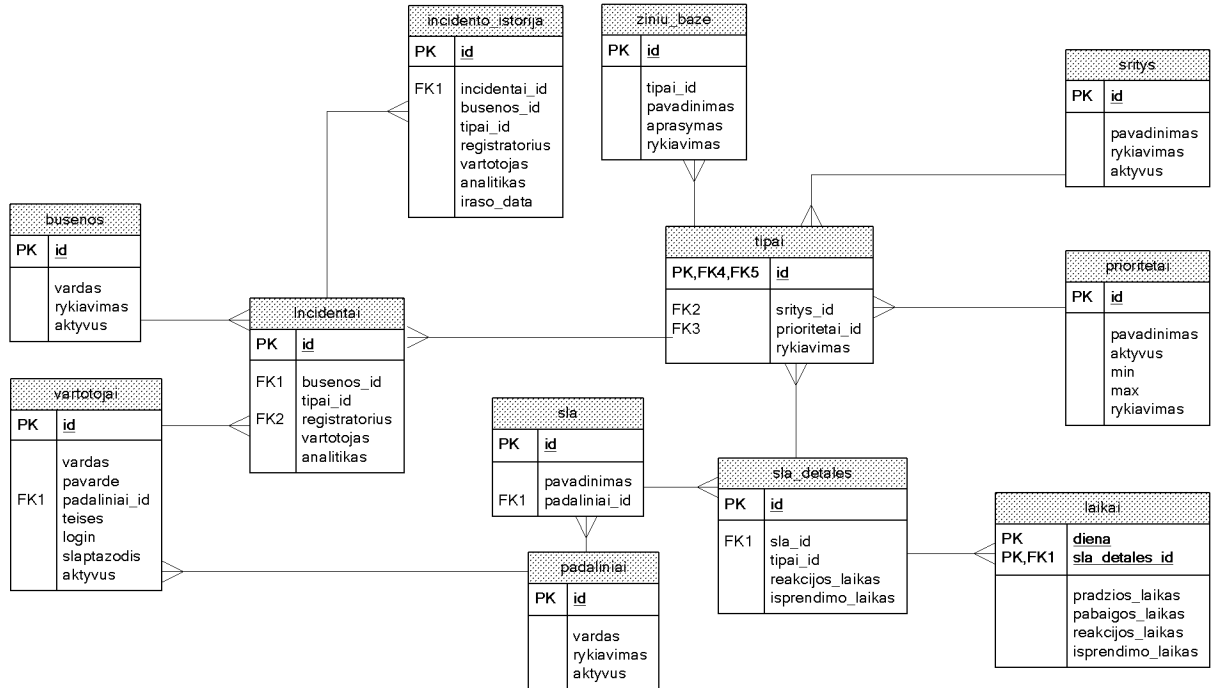 incidento_istorija
PK id
FK1 incidentai_id
busenos_id
tipai_id
registratorius
vartotojas
analitikas
iraso_data
ziniu_baze
PK id
tipai_id
pavadinimas
aprasymas
rykiavimas
sritys
PK id
pavadinimas
rykiavimas
aktyvus
busenos
PK id
vardas
rykiavimas
aktyvus
tipai
PK,FK4,FK5 id
FK2 sritys_id
FK3 prioritetai_id
rykiavimas
prioritetai
PK id
pavadinimas
aktyvus
min
max
rykiavimas
Incidentai
PK id
FK1 busenos_id
tipai_id
FK2 registratorius
vartotojas
analitikas
vartotojai
PK id
vardas
pavarde
FK1 padaliniai_id
teises
login
slaptazodis
aktyvus
sla
PK id
pavadinimas
FK1 padaliniai_id
sla_detales
PK id
FK1 sla_id
tipai_id
reakcijos_laikas
isprendimo_laikas
laikai
PK diena
PK,FK1 sla_detales_id
pradzios_laikas
pabaigos_laikas
reakcijos_laikas
isprendimo_laikas
padaliniai
PK id
vardas
rykiavimas
aktyvus